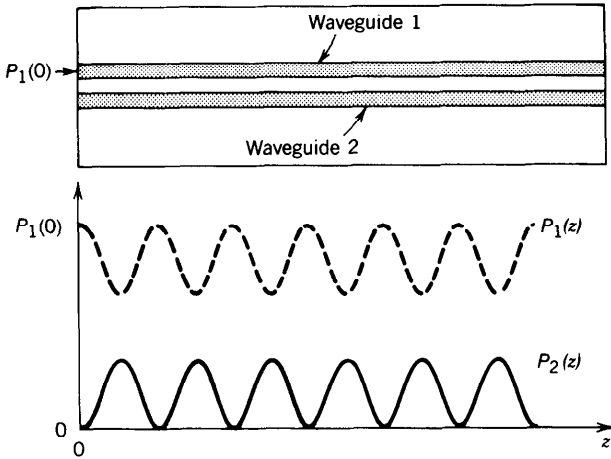 Waveguide 1
P₁(0)
Waveguide 2
P₁(0)
P₁(z)
P₂(z)
0
0
z